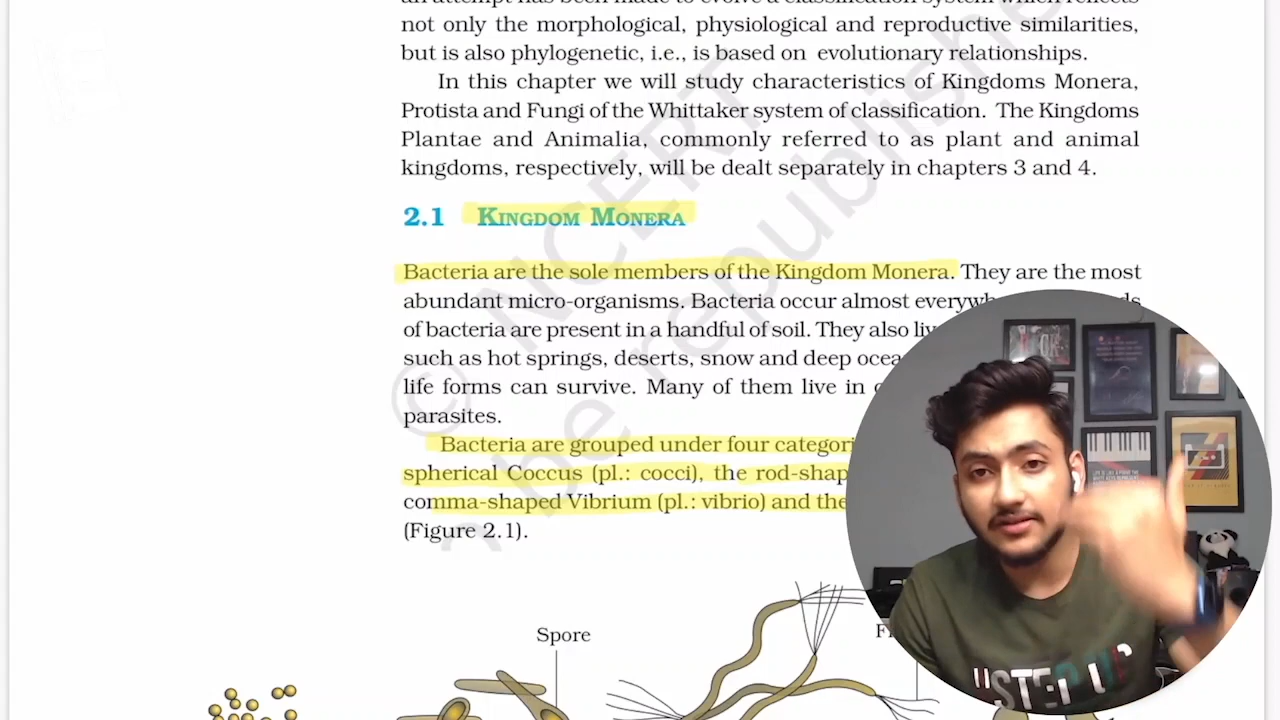 not only the morphological, physiological and reproductive similarities,
but is also phylogenetic, i.e., is based on evolutionary relationships.
In this chapter we will study characteristics of Kingdoms Monera,
Protista and Fungi of the Whittaker system of classification. The Kingdoms
Plantae and Animalia, commonly referred to as plant and animal
kingdoms, respectively, will be dealt separately in chapters 3 and 4.
2.1 KINGDOM MONERA
Bacteria are the sole members of the Kingdom Monera. They are the most
abundant micro-organisms. Bacteria occur almost
of bacteria are present in a handful of soil. They also
such as hot springs, deserts, snow and deep
life forms can survive. Many of them live in
parasites.
Bacteria are grouped under four
spherical Coccus (pl.: cocci), the
comma-shaped Vibrium (pl.: vibrio) and the
(Figure 2.1).
Spore
© NCERT
be republished
STEP UP